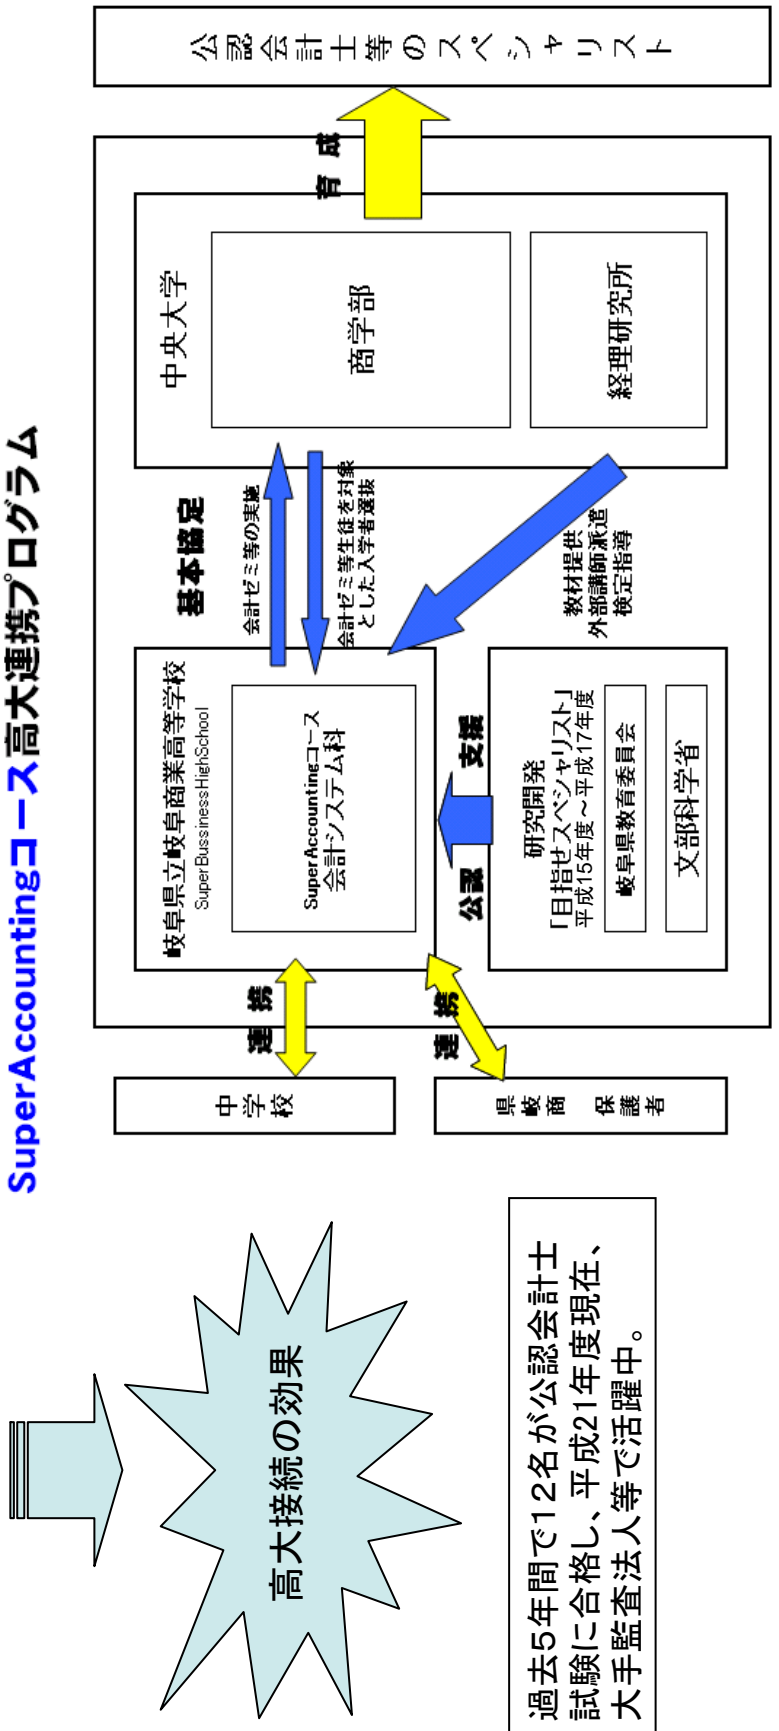 SuperAccountingコース高大連携プログラム
公認会計士等のスペシャリスト
育成
中央大学
商学部
経理研究所
基本協定
会計ゼミ等の実施
会計ゼミ等生徒を対象
とした入学者選抜
教材提供
外部講師派遣
検定指導
岐阜県立岐阜商業高等学校
SuperBussinessHighSchool
SuperAccountingコース
会計システム科
公認
支援
研究開発
「目指せスペシャリスト」
平成15年度～平成17年度
岐阜県教育委員会
文部科学省
連携
連携
中学校
県岐商 保護者
高大接続の効果
過去5年間で12名が公認会計士
試験に合格し、平成21年度現在、
大手監査法人等で活躍中。